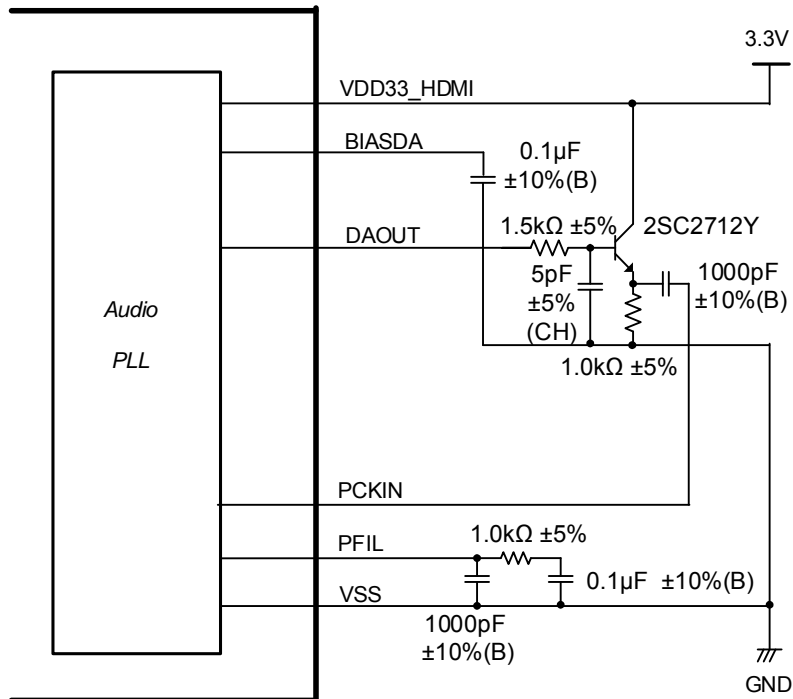 3.3V
VDD33_HDMI
BIASDA
0.1µF
±10%(B)
1.5kΩ ±5%
2SC2712Y
DAOUT
5pF
±5%
(CH)
1000pF
±10%(B)
Audio
PLL
1.0kΩ ±5%
PCKIN
1.0kΩ ±5%
PFIL
0.1µF ±10%(B)
VSS
1000pF
±10%(B)
GND